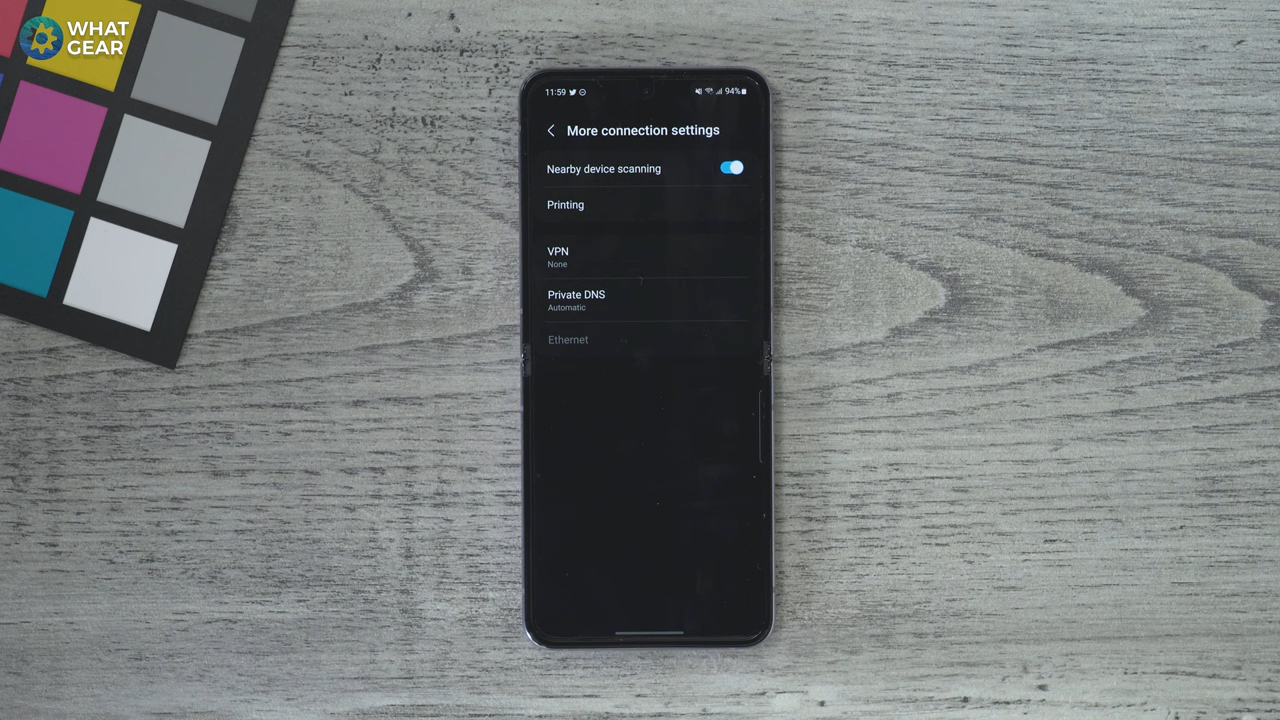 WHAT
GEAR
11:59
94%
More connection settings
Nearby device scanning
Printing
VPN
None
Private DNS
Automatic
Ethernet